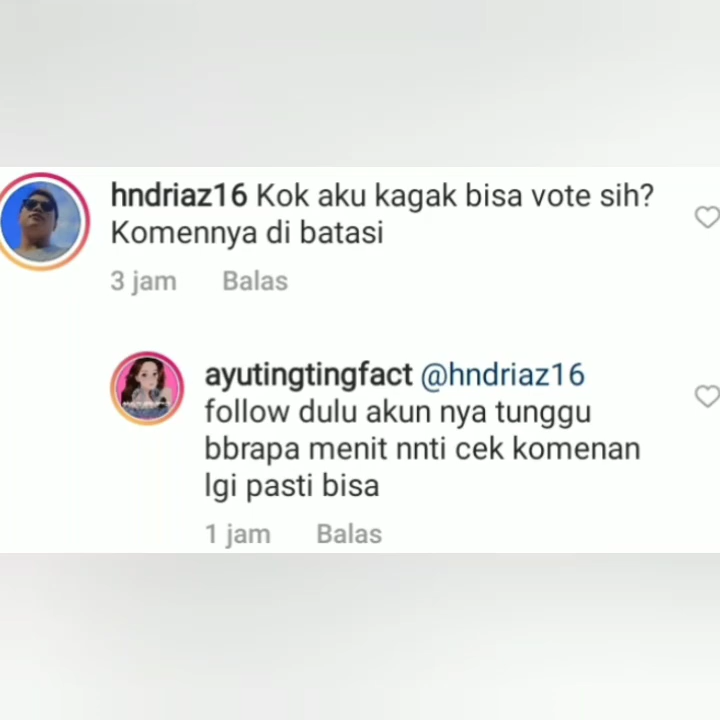 hndriaz16 Kok aku kagak bisa vote sih?
Komennya di batasi
3 jam Balas
ayutingtingfact @hndriaz16
follow dulu akun nya tunggu
bbrapa menit nnti cek komenan
lgi pasti bisa
1 jam Balas